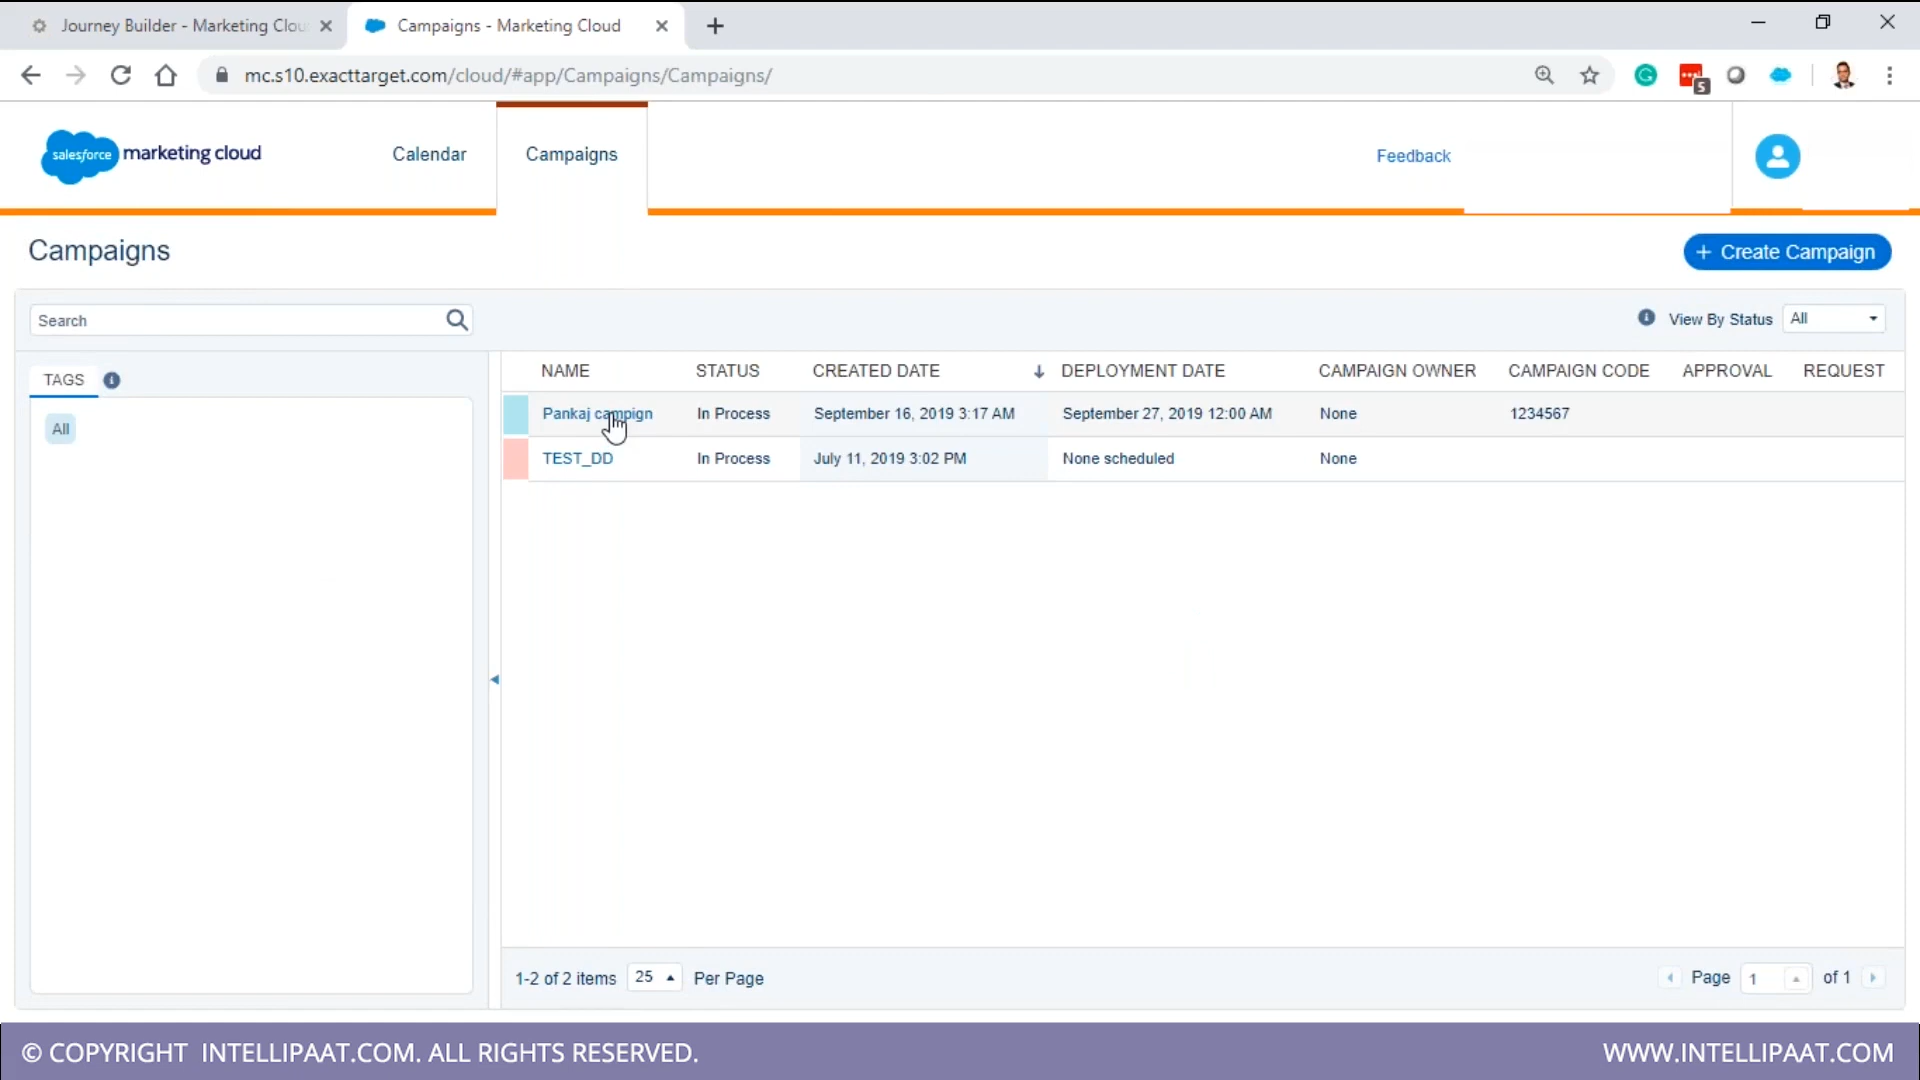 Journey Builder - Marketing Clou
Campaigns - Marketing Cloud
mc.s10.exacttarget.com/cloud/#app/Campaigns/Campaigns/
S
salesforce marketing cloud
Calendar
Campaigns
Feedback
Campaigns
+ Create Campaign
Search
View By Status All
TAGS
All
NAME STATUS CREATED DATE DEPLOYMENT DATE CAMPAIGN OWNER CAMPAIGN CODE APPROVAL REQUEST
Pankaj campign In Process September 16, 2019 3:17 AM September 27, 2019 12:00 AM None 1234567
TEST_DD In Process July 11, 2019 3:02 PM None scheduled None
1-2 of 2 items 25 Per Page
Page 1 of 1
© COPYRIGHT INTELLIPAAT.COM. ALL RIGHTS RESERVED.
WWW.INTELLIPAAT.COM